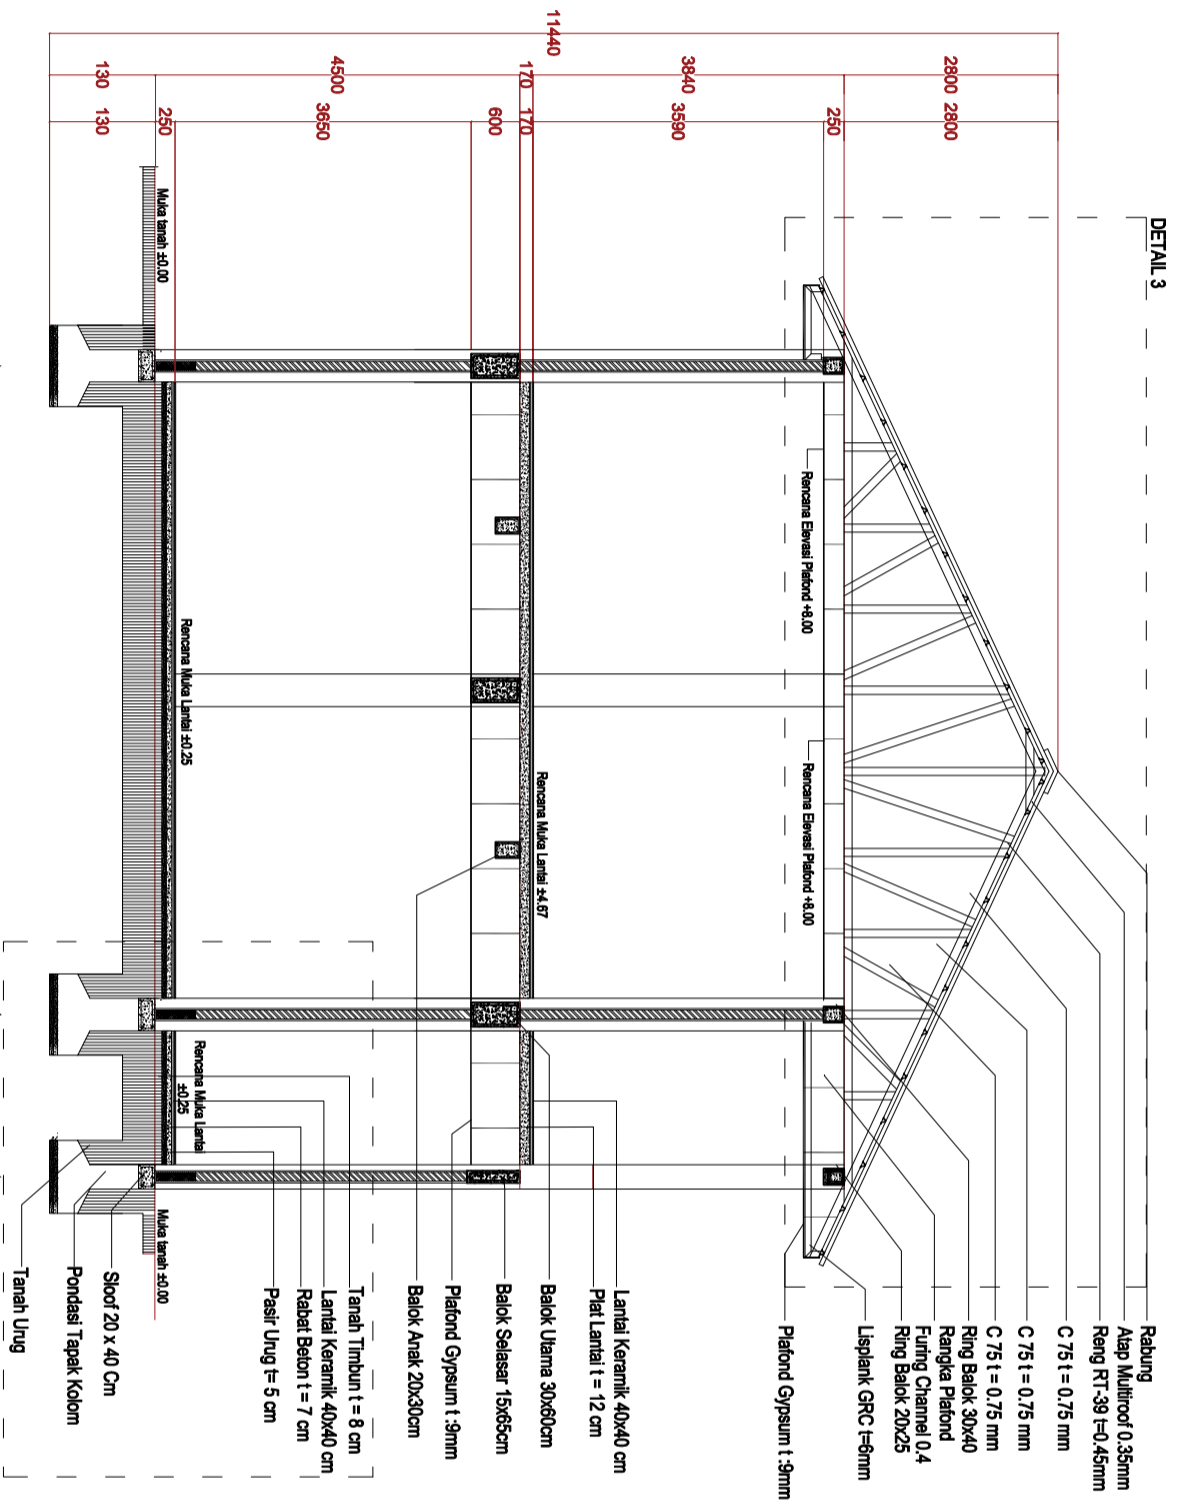 DETAIL 3
Rabung
Atap Multiroof 0.35mm
Reng RT-39 t=0.45mm
C 75 t = 0.75 mm
C 75 t = 0.75 mm
C 75 t = 0.75 mm
Ring Balok 30x40
Rangka Plafond
Furing Channel 0.4
Ring Balok 20x25
Lisplank GRC t=6mm
Plafond Gypsum t :9mm
Rencana Elevasi Plafond +8.00
Rencana Elevasi Plafond +8.00
Lantai Keramik 40x40 cm
Plat Lantai t = 12 cm
Balok Utama 30x60cm
Balok Selasar 15x65cm
Plafond Gypsum t :9mm
Balok Anak 20x30cm
Rencana Muka Lantai ±4.67
Tanah Timbun t = 8 cm
Lantai Keramik 40x40 cm
Rabat Beton t = 7 cm
Pasir Urug t= 5 cm
Rencana Muka Lantai ±0.25
Rencana Muka Lantai
±0.25
Muka tanah ±0.00
Muka tanah ±0.00
Sloof 20 x 40 Cm
Pondasi Tapak Kolom
Tanah Urug
11440
2800
3840
170
4500
130
2800
250
3590
170
600
3650
250
130